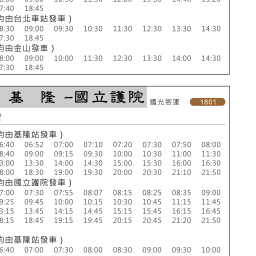 7:40 18:45
均由台北車站發車 )
8:30 09:00 09:30 10:30 11:30 12:30 13:30 14:30
7:30 18:45
均由金山發車 )
8:00 09:00 10:00 11:30 12:30 13:30 14:00 15:20
7:30 18:45
基 隆 –國立護院 國光客運 1801
均由基隆站發車 )
6:40 06:52 07:00 07:10 07:20 07:30 07:50 08:00
8:40 09:00 09:15 09:30 10:00 10:30 11:00 11:30
3:00 13:30 14:00 14:30 15:00 15:30 16:00 16:30
8:00 18:30 19:00 19:30 20:00 20:30 21:10 21:50
均由國立護院發車 )
7:00 07:30 07:55 08:07 08:15 08:25 08:35 09:00
9:25 09:45 10:00 10:15 10:30 10:45 11:15 11:45
3:15 13:45 14:15 14:45 15:15 15:45 16:15 16:45
8:15 18:45 19:15 19:45 20:15 20:45 21:20 21:50
均由基隆站發車 )
6:40 07:00 07:30 08:00 08:30 09:00 09:30 10:00